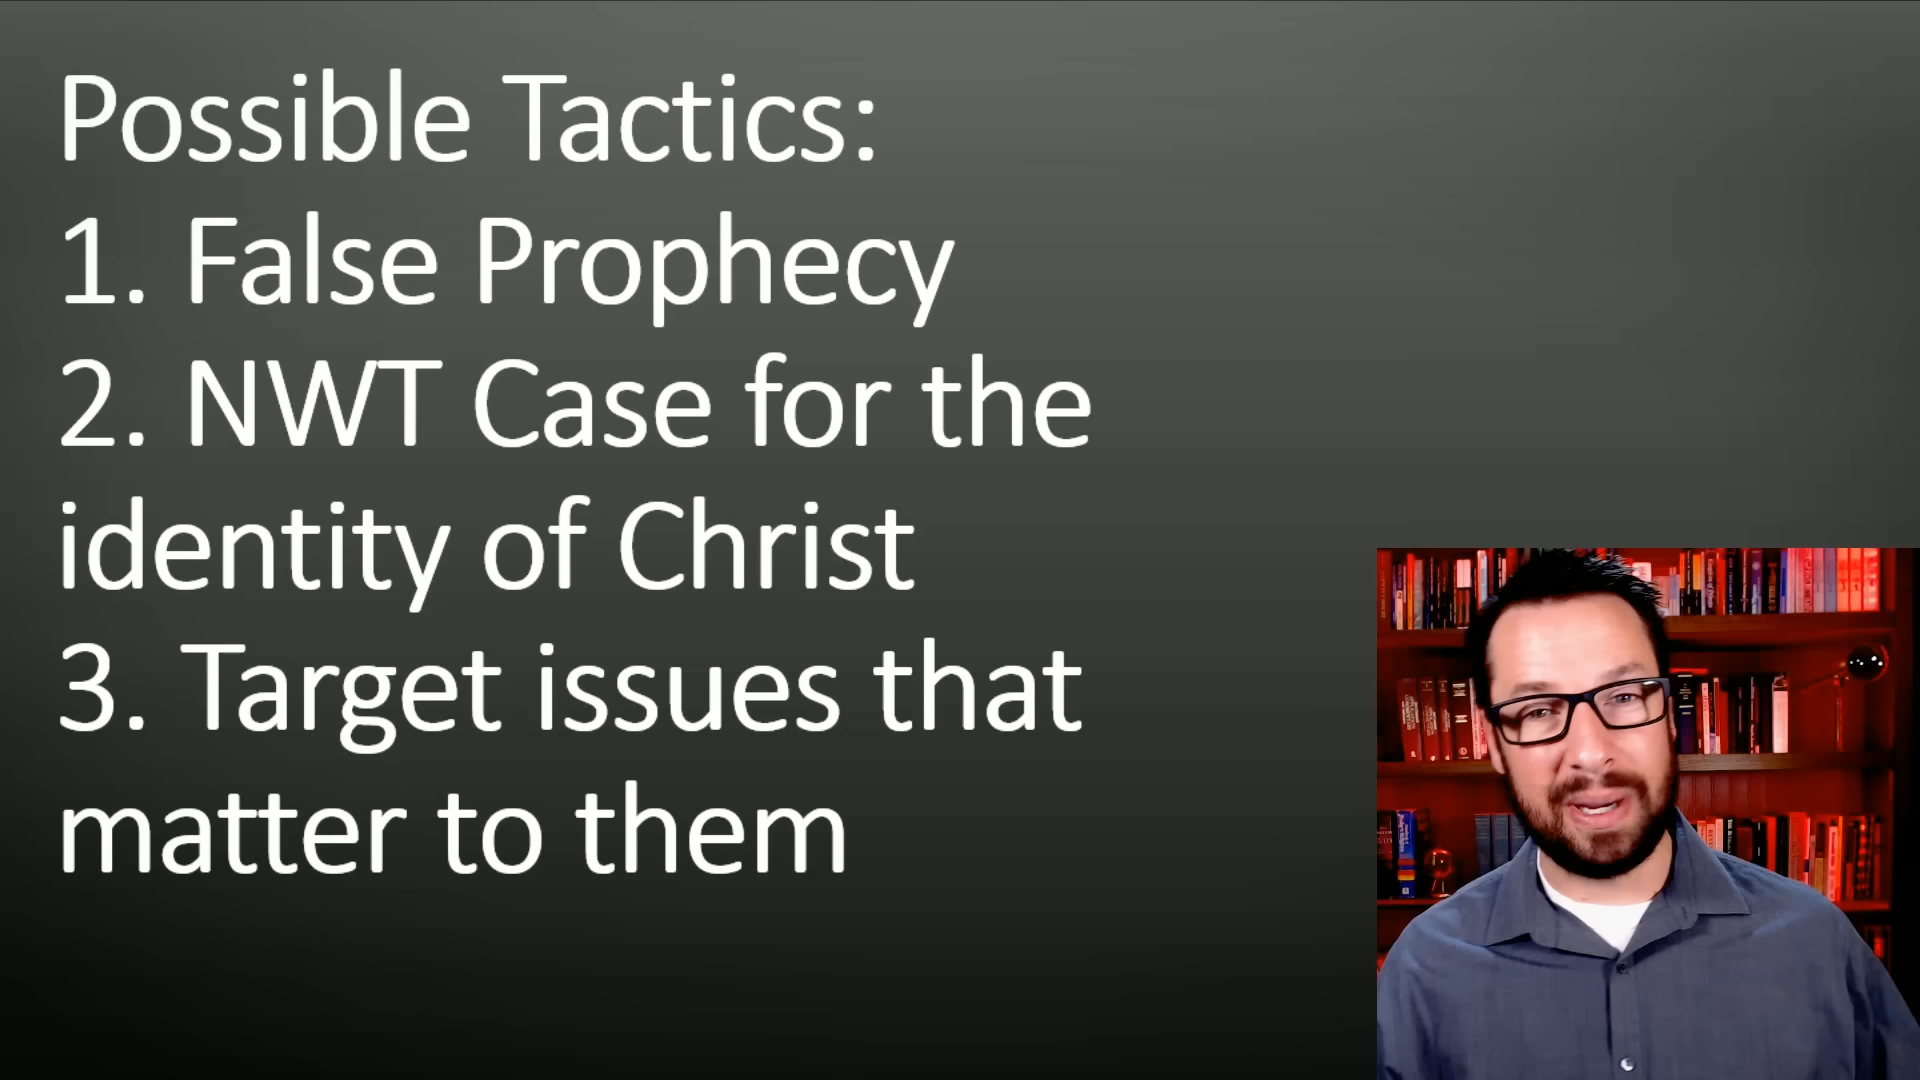 Possible Tactics:
1. False Prophecy
2. NWT Case for the
identity of Christ
3. Target issues that
matter to them